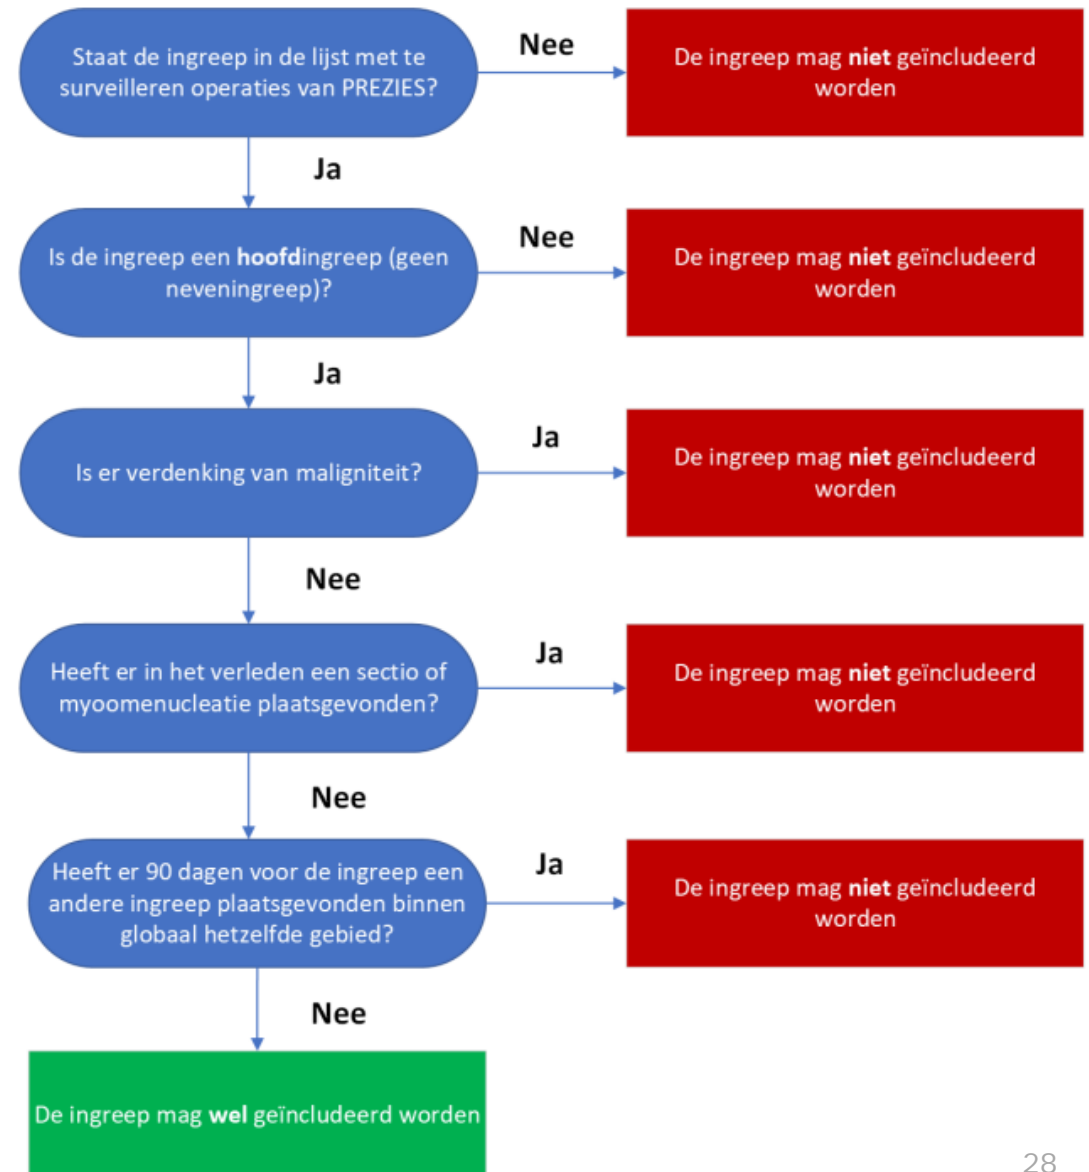 Staat de ingreep in de lijst met te
surveilleren operaties van PREZIES?
Nee
De ingreep mag niet geïncludeerd
worden
Ja
Is de ingreep een hoofdingreep (geen
neveningreep)?
Nee
De ingreep mag niet geïncludeerd
worden
Ja
Is er verdenking van maligniteit?
Ja
De ingreep mag niet geïncludeerd
worden
Nee
Heeft er in het verleden een sectio of
myoomenucleatie plaatsgevonden?
Ja
De ingreep mag niet geïncludeerd
worden
Nee
Heeft er 90 dagen voor de ingreep een
andere ingreep plaatsgevonden binnen
globaal hetzelfde gebied?
Ja
De ingreep mag niet geïncludeerd
worden
Nee
De ingreep mag wel geïncludeerd worden
28